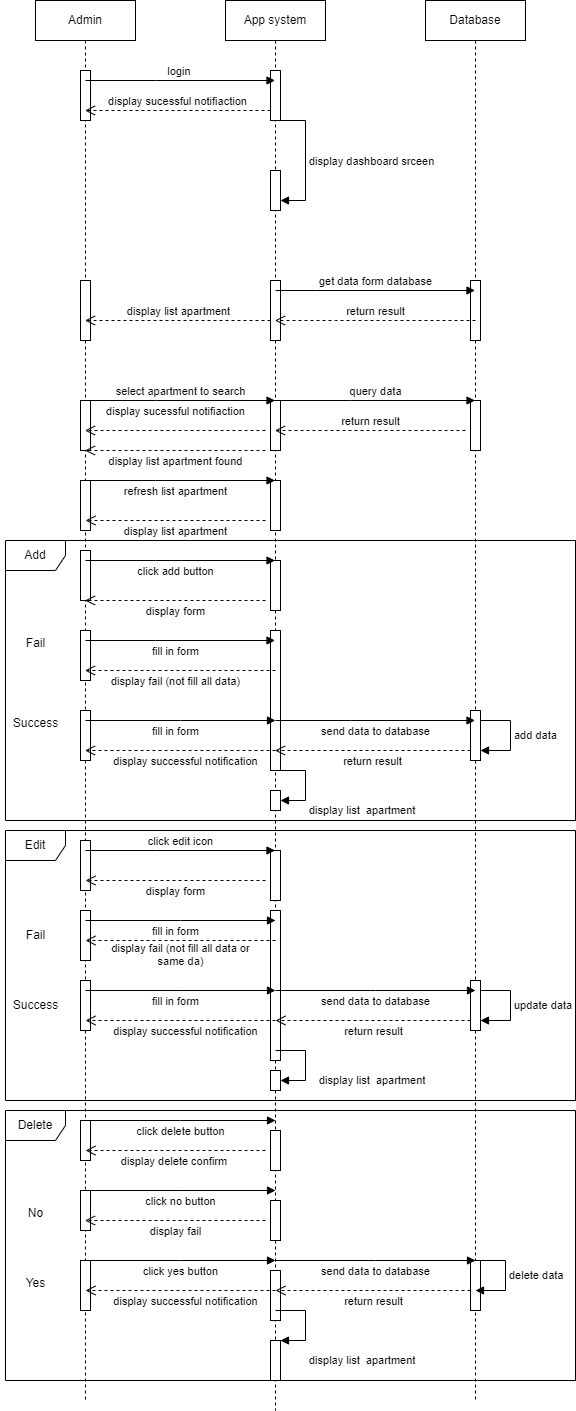 Admin
App system
Database
login
display sucessful notifiaction
display dashboard srceen
get data form database
display list apartment
return result
select apartment to search
query data
display sucessful notifiaction
return result
display list apartment found
refresh list apartment
display list apartment
Add
click add button
display form
Fail
fill in form
display fail (not fill all data)
Success
fill in form
send data to database
add data
display successful notification
return result
display list apartment
Edit
click edit icon
display form
Fail
fill in form
display fail (not fill all data or
same da)
Success
fill in form
send data to database
update data
display successful notification
return result
display list apartment
Delete
click delete button
display delete confirm
No
click no button
display fail
Yes
click yes button
send data to database
delete data
display successful notification
return result
display list apartment